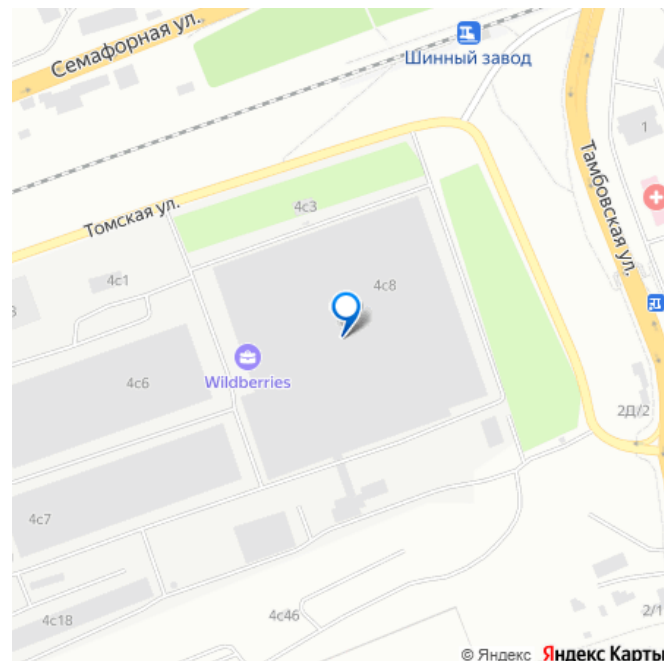 Семафорная ул.
Шинный завод
1
Тамбовская ул.
Томская ул.
4с3
4с1
4с8
3
Wildberries
4с6
2Д/2
4с7
4с46
4с18
2/1
© Яндекс Яндекс Карты